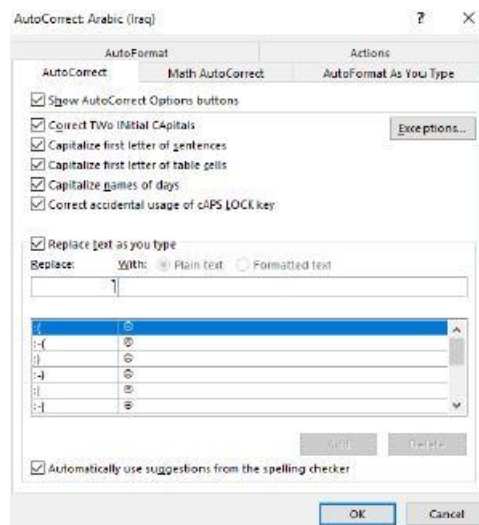 AutoCorrect: Arabic (Iraq) ? ×
AutoFormat Actions
AutoCorrect Math AutoCorrect AutoFormat As You Type
Show AutoCorrect Options buttons
Correct TWo INitial CApitals Exceptions...
Capitalize first letter of sentences
Capitalize first letter of table cells
Capitalize names of days
Correct accidental usage of cAPS LOCK key
Replace text as you type
Replace: With: Plain text Formatted text
:(
:-(
:)
:-)
:|
:-|
Add Delete
Automatically use suggestions from the spelling checker
OK Cancel